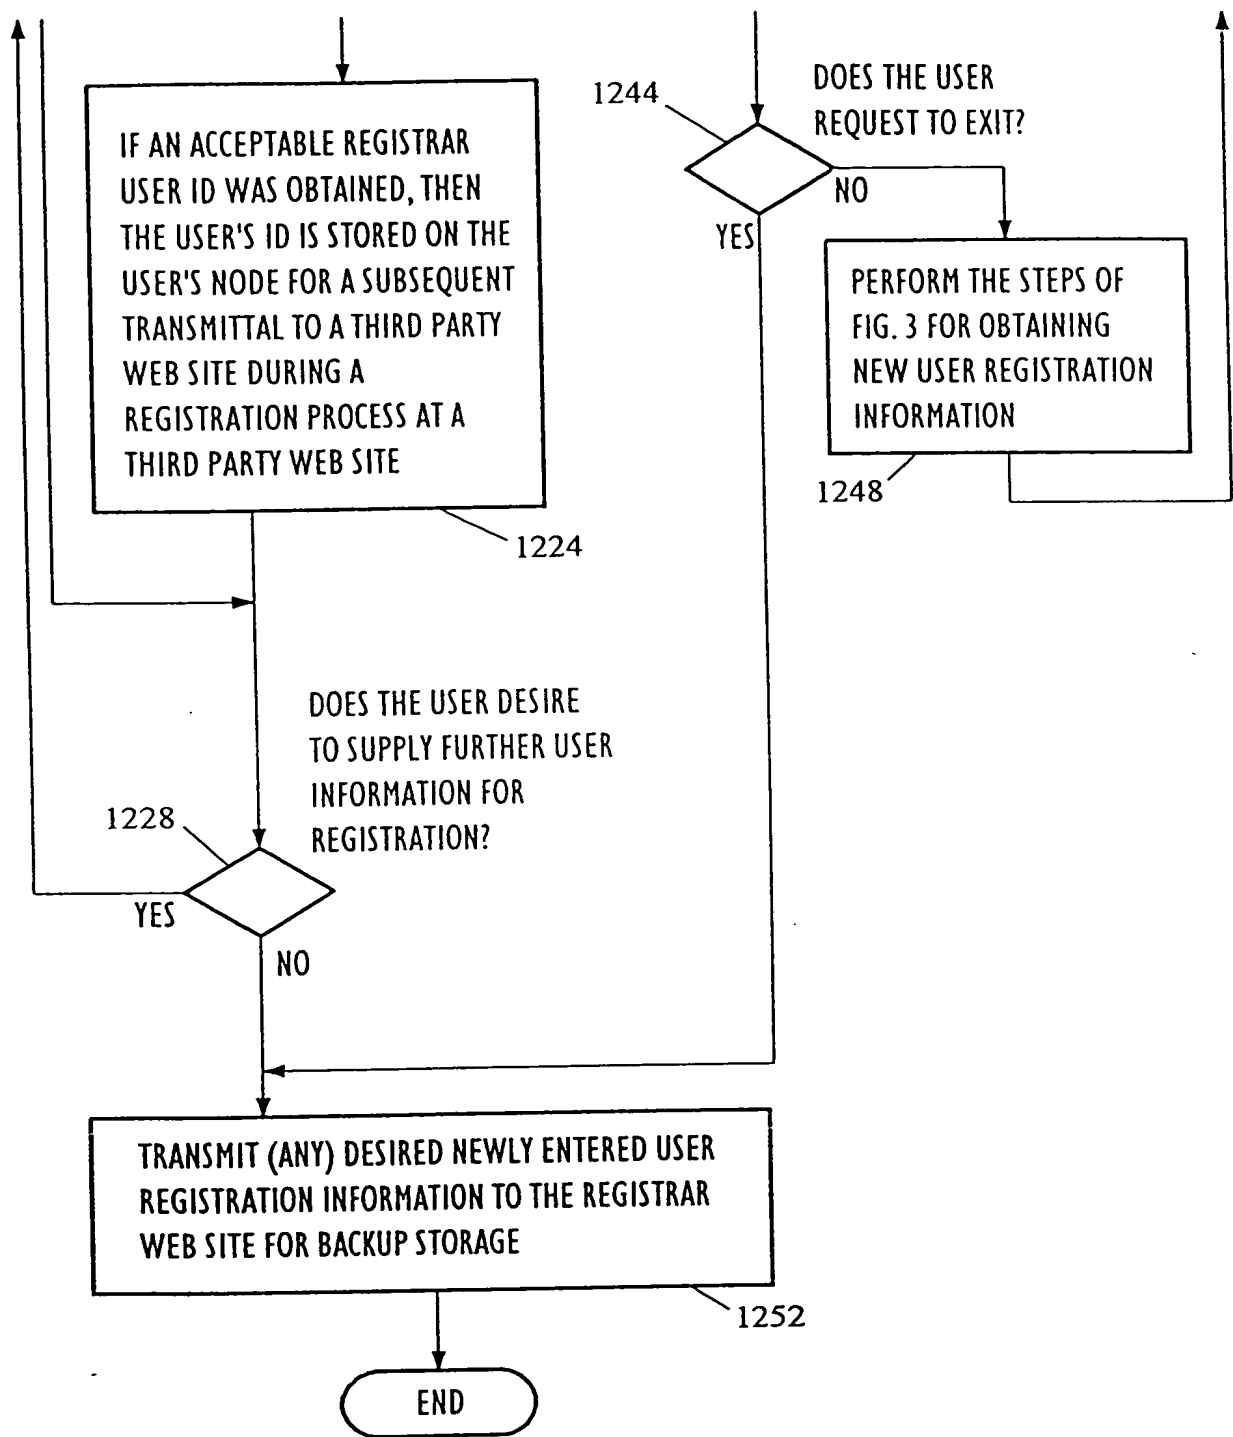 IF AN ACCEPTABLE REGISTRAR
USER ID WAS OBTAINED, THEN
THE USER'S ID IS STORED ON THE
USER'S NODE FOR A SUBSEQUENT
TRANSMITTAL TO A THIRD PARTY
WEB SITE DURING A
REGISTRATION PROCESS AT A
THIRD PARTY WEB SITE
1224
1244
DOES THE USER
REQUEST TO EXIT?
NO
YES
PERFORM THE STEPS OF
FIG. 3 FOR OBTAINING
NEW USER REGISTRATION
INFORMATION
1248
DOES THE USER DESIRE
TO SUPPLY FURTHER USER
INFORMATION FOR
REGISTRATION?
1228
YES
NO
TRANSMIT (ANY) DESIRED NEWLY ENTERED USER
REGISTRATION INFORMATION TO THE REGISTRAR
WEB SITE FOR BACKUP STORAGE
1252
END